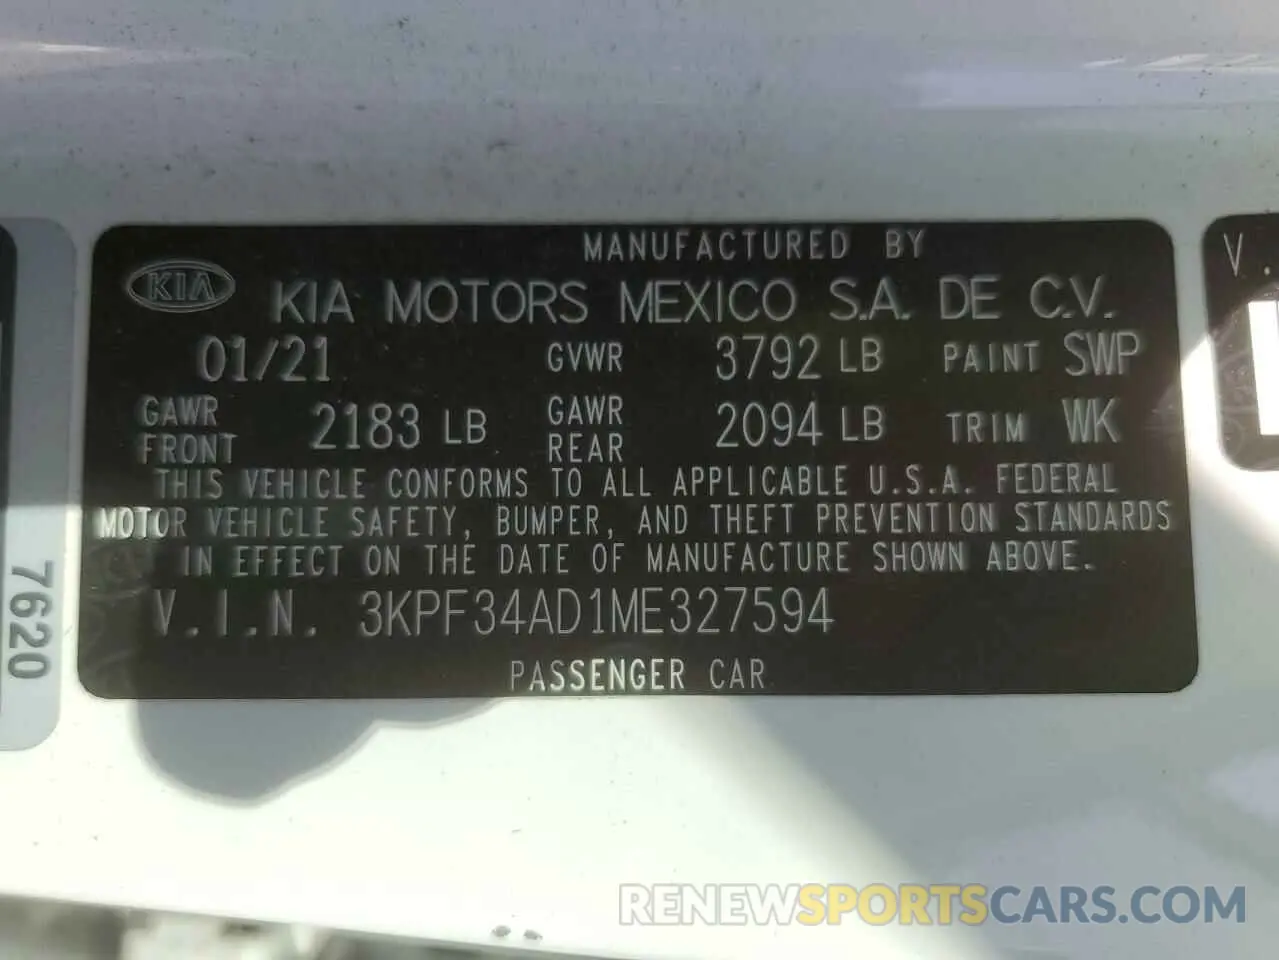 MANUFACTURED BY
KIA KIA MOTORS MEXICO S.A. DE C.V.
01/21 GVWR 3792 LB PAINT SWP
GAWR FRONT 2183 LB GAWR REAR 2094 LB TRIM WK
THIS VEHICLE CONFORMS TO ALL APPLICABLE U.S.A. FEDERAL
MOTOR VEHICLE SAFETY, BUMPER, AND THEFT PREVENTION STANDARDS
IN EFFECT ON THE DATE OF MANUFACTURE SHOWN ABOVE.
V.I.N. 3KPF34AD1ME327594
PASSENGER CAR
7620
V.
RENEWSPORTSCARS.COM